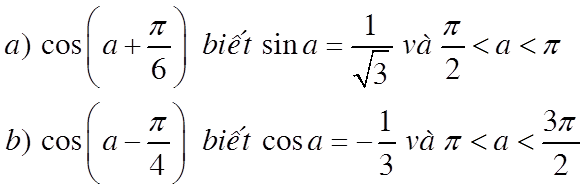 a) cos(a + π/6) biết sin a = 1/√3 và π/2 < a < π
b) cos(a − π/4) biết cos a = −1/3 và π < a < 3π/2